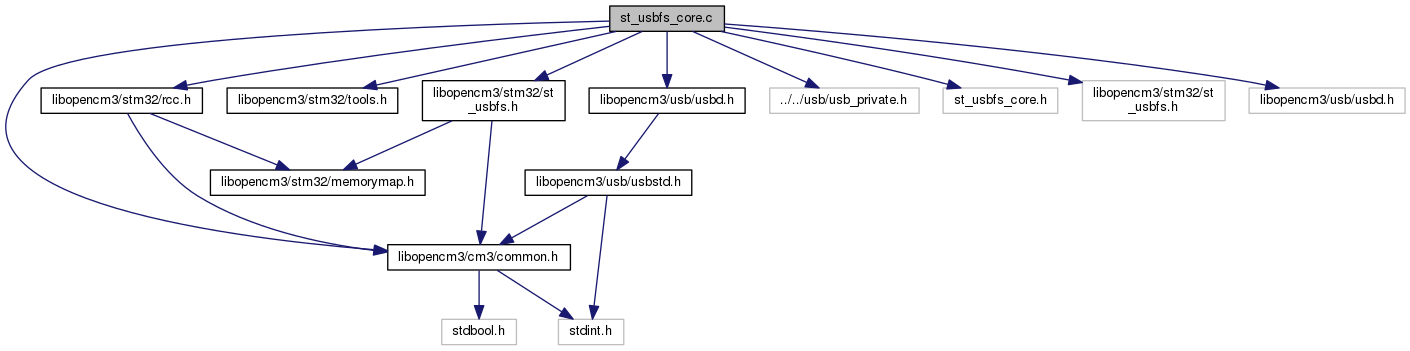 st_usbfs_core.c
libopencm3/stm32/rcc.h
libopencm3/stm32/tools.h
libopencm3/stm32/st
_usbfs.h
libopencm3/usb/usbd.h
../../usb/usb_private.h
st_usbfs_core.h
libopencm3/stm32/st
_usbfs.h
libopencm3/usb/usbd.h
libopencm3/stm32/memorymap.h
libopencm3/usb/usbstd.h
libopencm3/cm3/common.h
stdbool.h
stdint.h